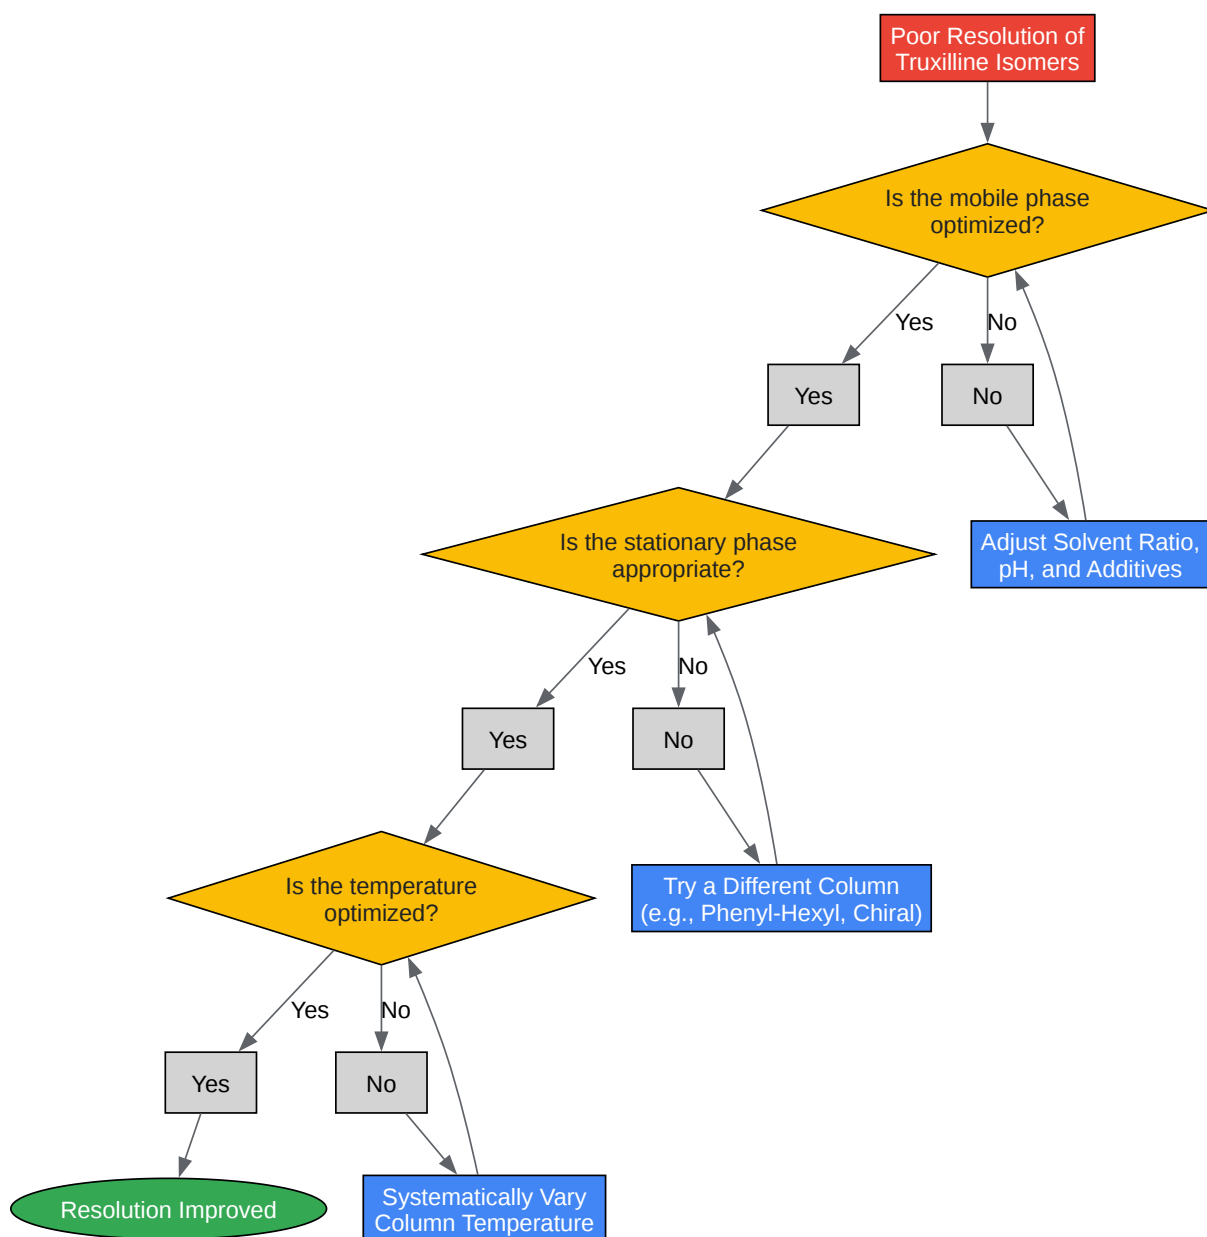 Poor Resolution of
Truxilline Isomers
Is the mobile phase
optimized?
Yes
No
Yes
No
Adjust Solvent Ratio,
pH, and Additives
Is the stationary phase
appropriate?
Yes
No
Yes
No
Try a Different Column
(e.g., Phenyl-Hexyl, Chiral)
Is the temperature
optimized?
Yes
No
Yes
No
Resolution Improved
Systematically Vary
Column Temperature